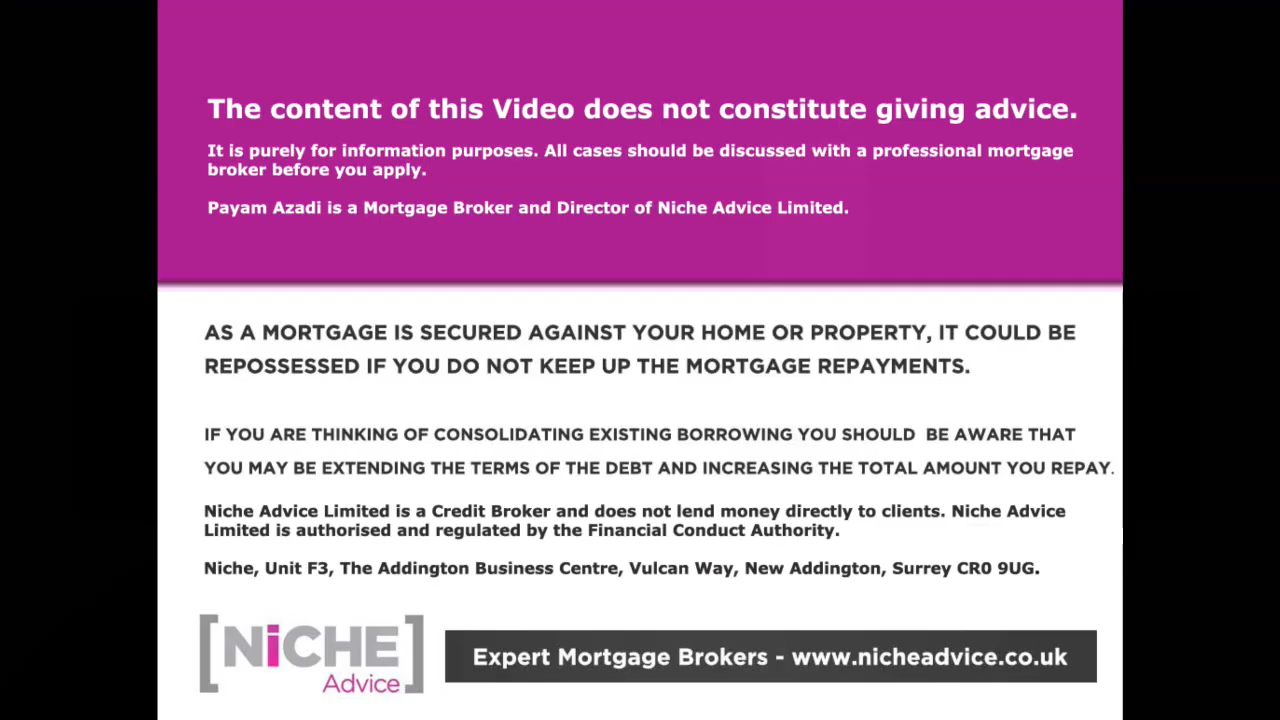 The content of this Video does not constitute giving advice.
It is purely for information purposes. All cases should be discussed with a professional mortgage
broker before you apply.
Payam Azadi is a Mortgage Broker and Director of Niche Advice Limited.
AS A MORTGAGE IS SECURED AGAINST YOUR HOME OR PROPERTY, IT COULD BE
REPOSSESSED IF YOU DO NOT KEEP UP THE MORTGAGE REPAYMENTS.
IF YOU ARE THINKING OF CONSOLIDATING EXISTING BORROWING YOU SHOULD  BE AWARE THAT
YOU MAY BE EXTENDING THE TERMS OF THE DEBT AND INCREASING THE TOTAL AMOUNT YOU REPAY.
Niche Advice Limited is a Credit Broker and does not lend money directly to clients. Niche Advice
Limited is authorised and regulated by the Financial Conduct Authority.
Niche, Unit F3, The Addington Business Centre, Vulcan Way, New Addington, Surrey CR0 9UG.
[NiCHE
Advice]
Expert Mortgage Brokers - www.nicheadvice.co.uk